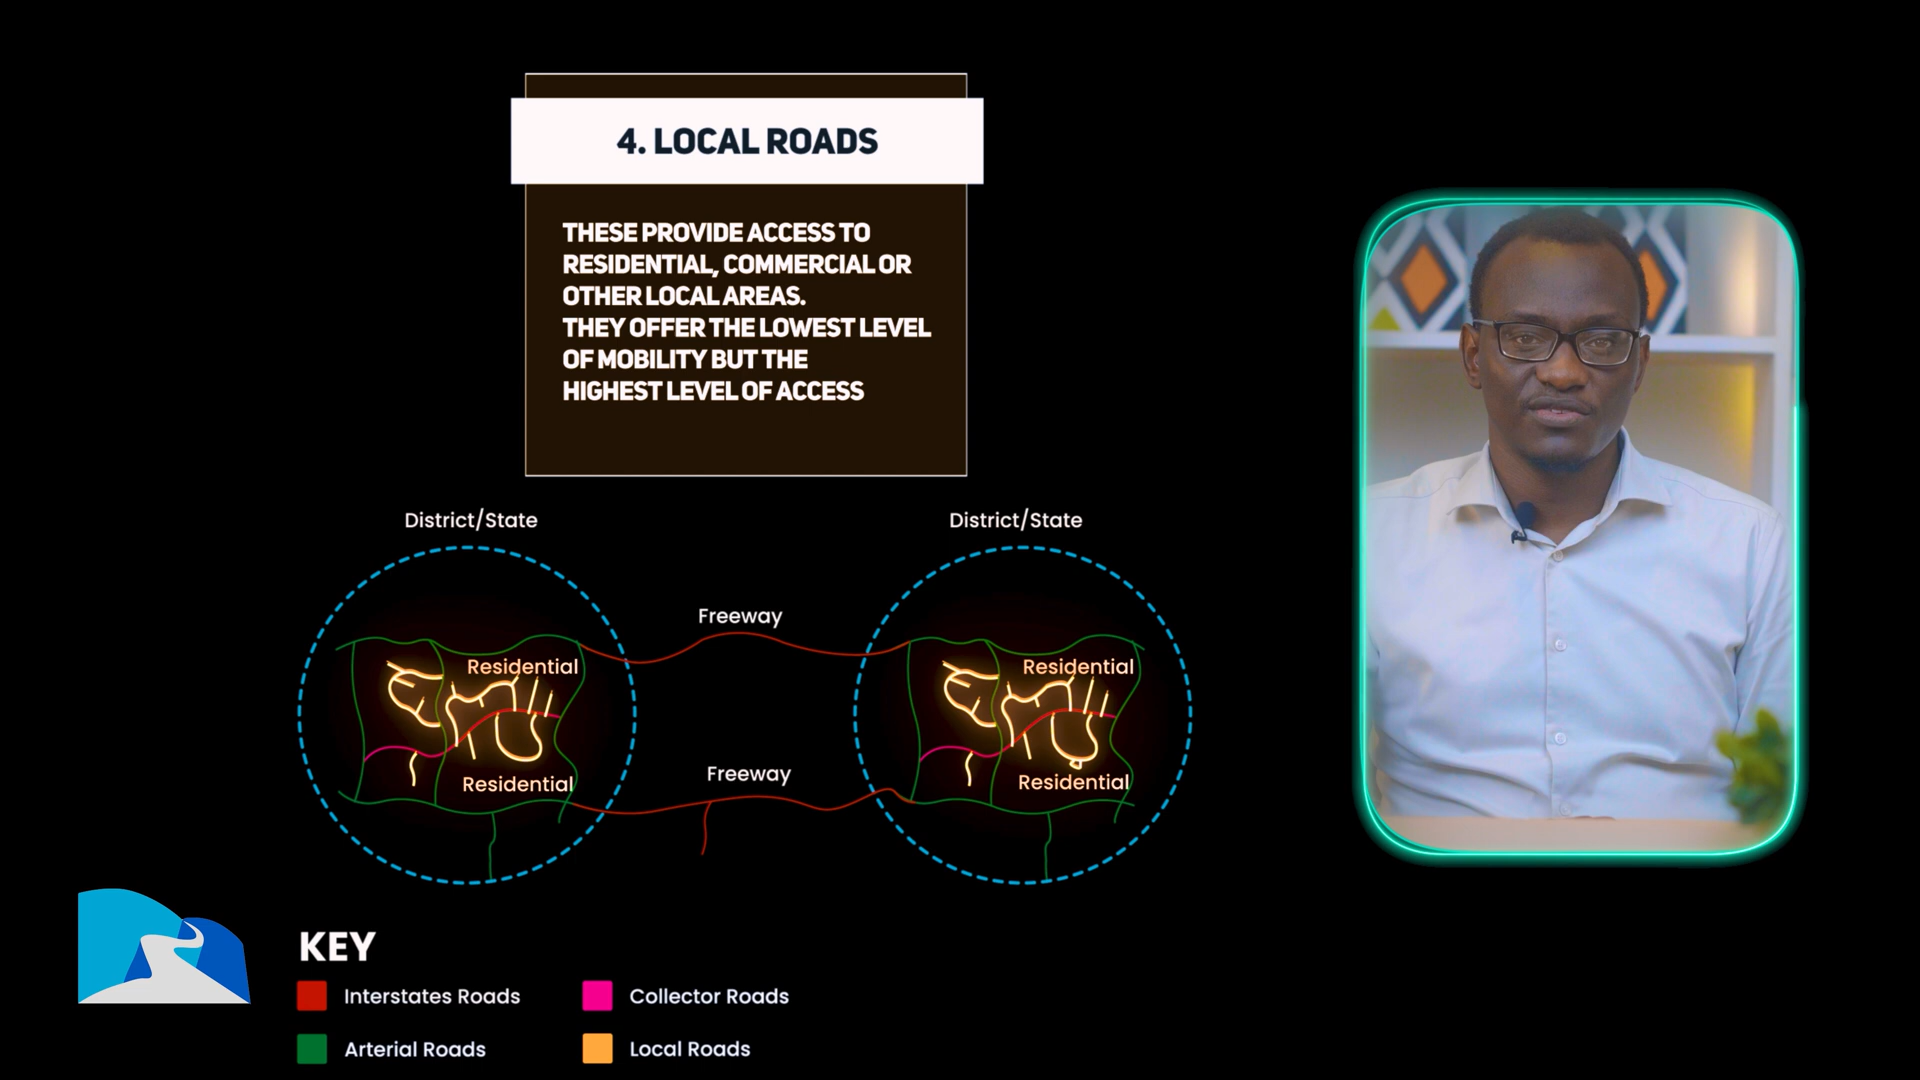 4. LOCAL ROADS
THESE PROVIDE ACCESS TO
RESIDENTIAL, COMMERCIAL OR
OTHER LOCAL AREAS.
THEY OFFER THE LOWEST LEVEL
OF MOBILITY BUT THE
HIGHEST LEVEL OF ACCESS
District/State
District/State
Freeway
Residential
Residential
Freeway
Residential
Residential
KEY
Interstates Roads
Collector Roads
Arterial Roads
Local Roads